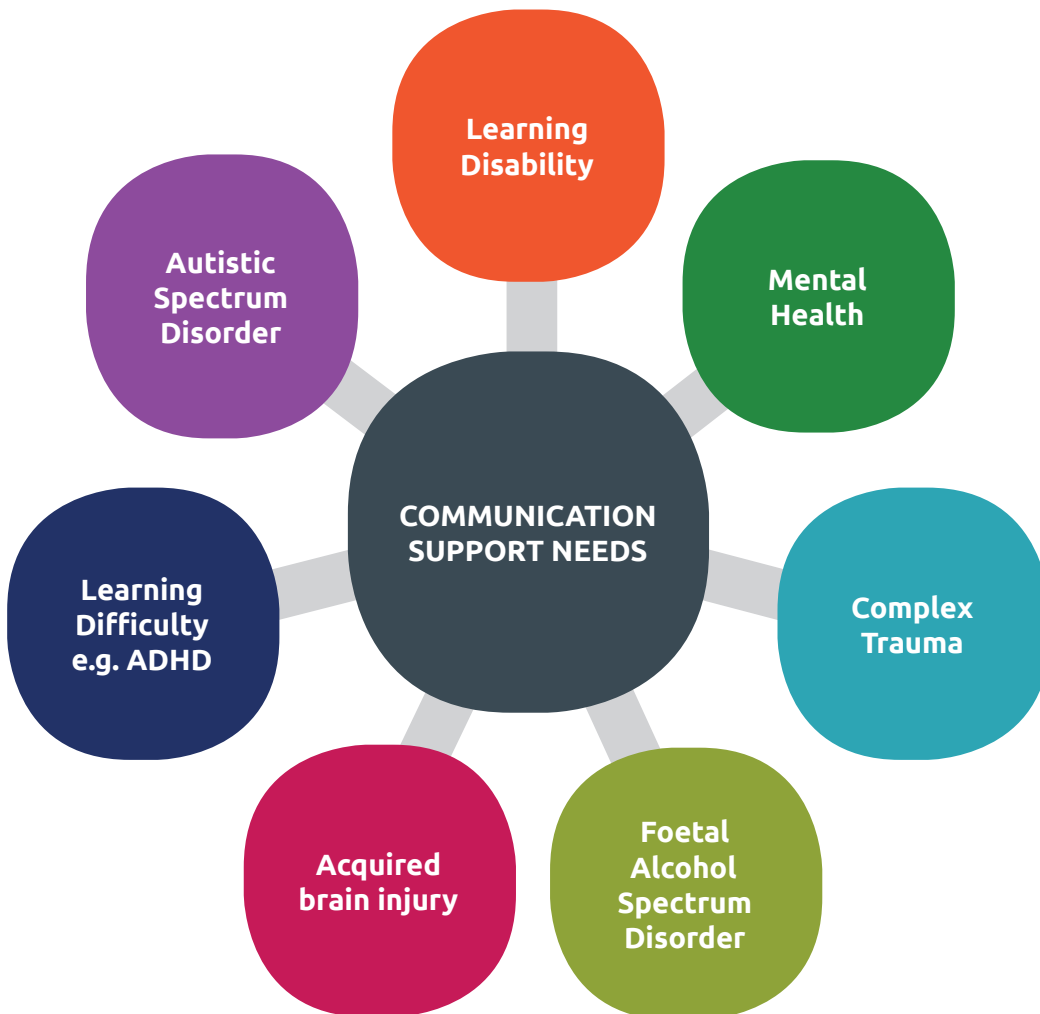 Learning
Disability
Mental
Health
Complex
Trauma
Foetal
Alcohol
Spectrum
Disorder
Acquired
brain injury
Learning
Difficulty
e.g. ADHD
Autistic
Spectrum
Disorder
COMMUNICATION
SUPPORT NEEDS